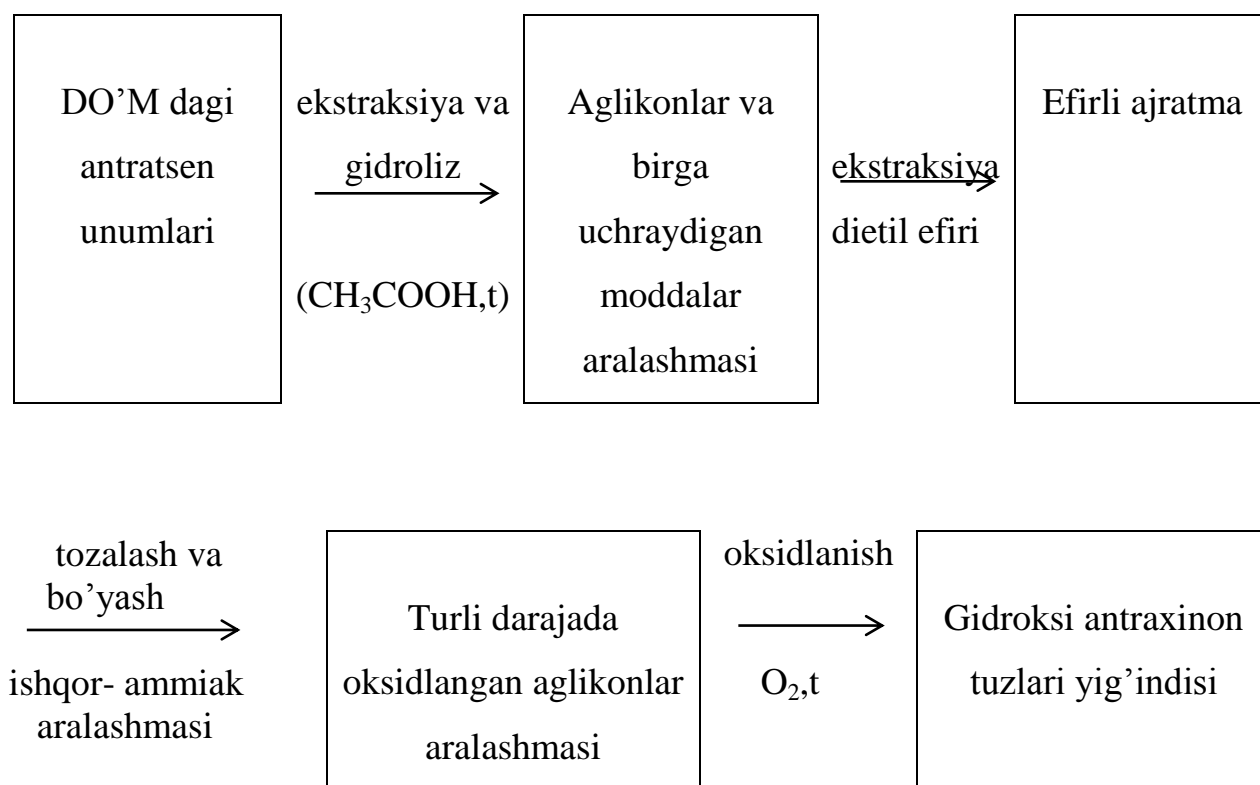 DO’M dagi
antratsen
unumlari
ekstraksiya va
gidroliz
(CH₃COOH,t)
Aglikonlar va
birga
uchraydigan
moddalar
aralashmasi
ekstraksiya
dietil efiri
Efirli ajratma
tozalash va
bo’yash
ishqor- ammiak
aralashmasi
Turli darajada
oksidlangan aglikonlar
aralashmasi
oksidlanish
O₂,t
Gidroksi antraxinon
tuzlari yig’indisi